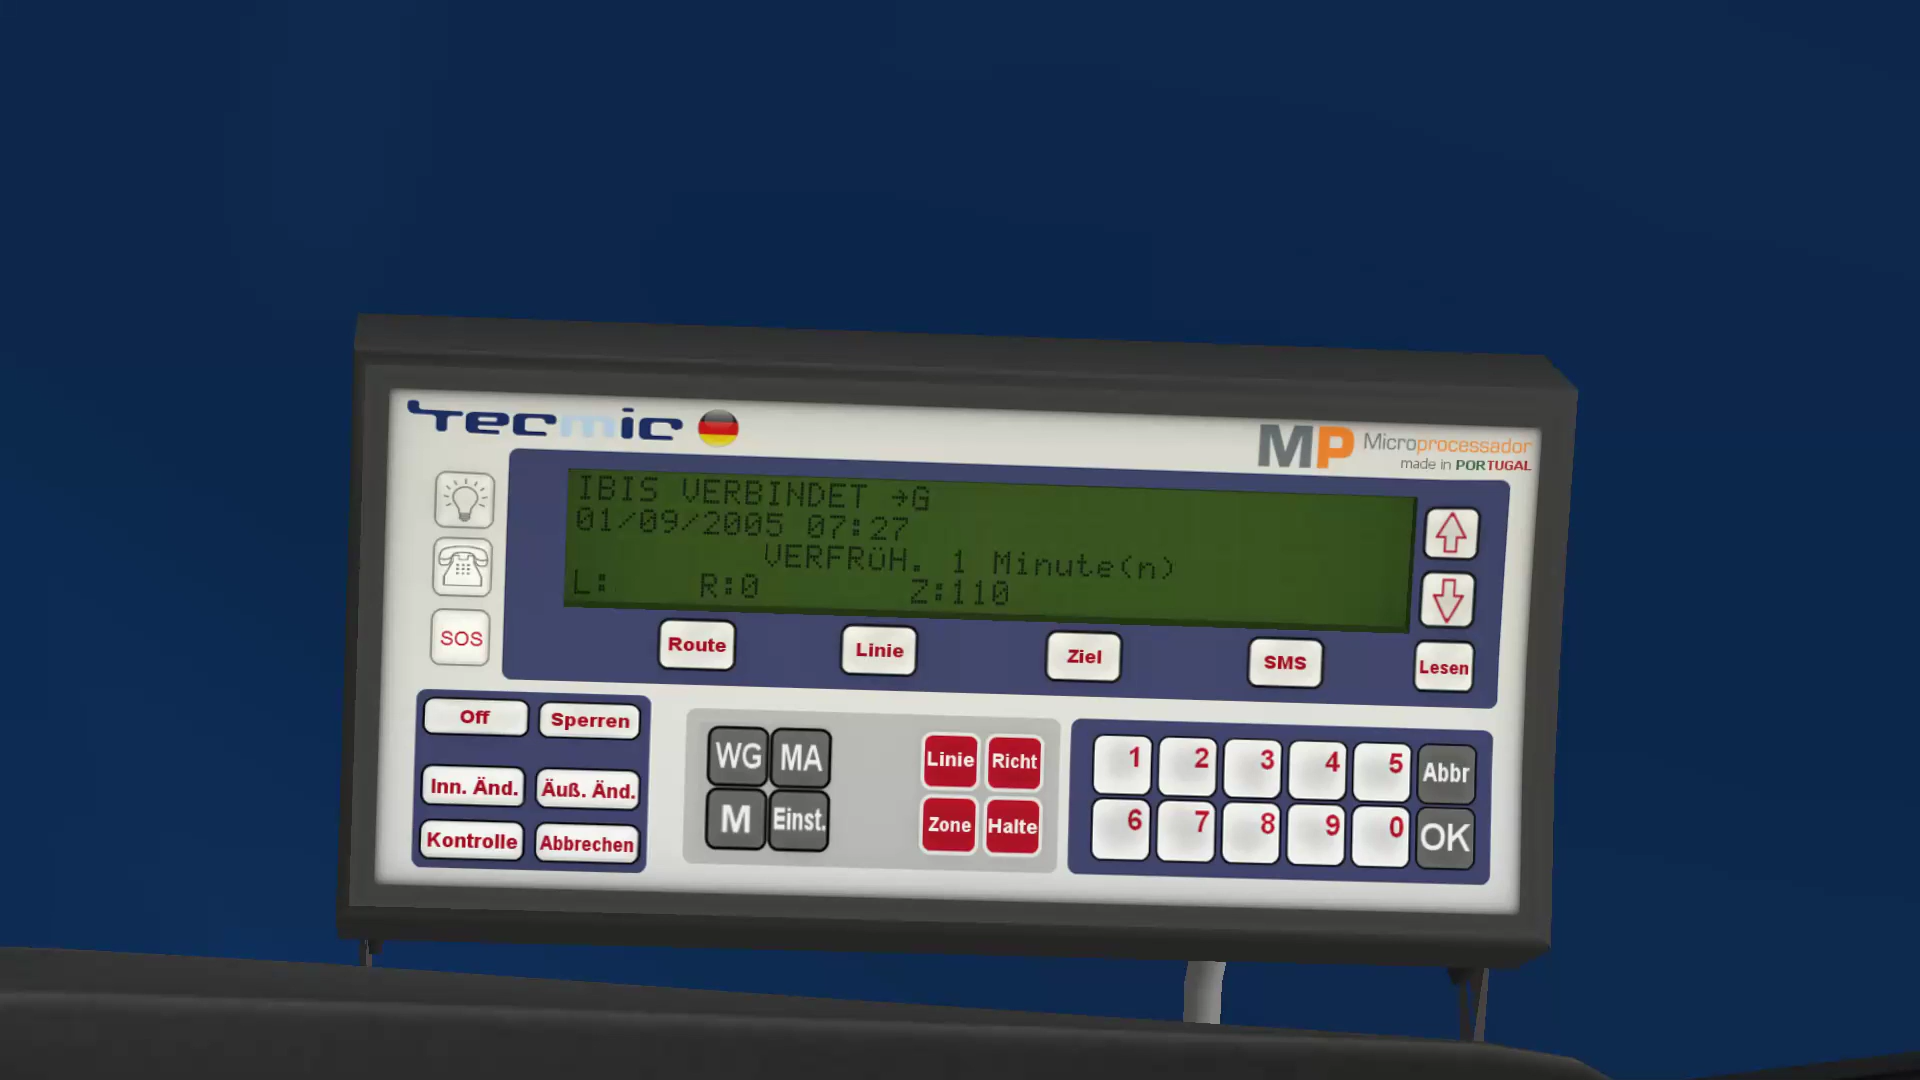 tecmic
MP Microprocessador
made in PORTUGAL
IBIS VERBINDET →G
01/09/2005 07:27
VERFRÜH. 1 Minute(n)
L: R:0 Z:110
SOS
Route Linie Ziel SMS Lesen
Off Sperren
Inn. Änd. Äuß. Änd.
Kontrolle Abbrechen
WG MA
M Einst.
Linie Richt
Zone Halte
1 2 3 4 5 Abbr
6 7 8 9 0 OK